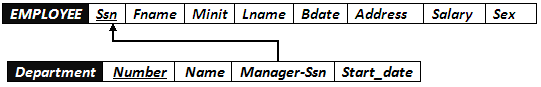 EMPLOYEE Ssn Fname Minit Lname Bdate Address Salary Sex
Department Number Name Manager-Ssn Start_date